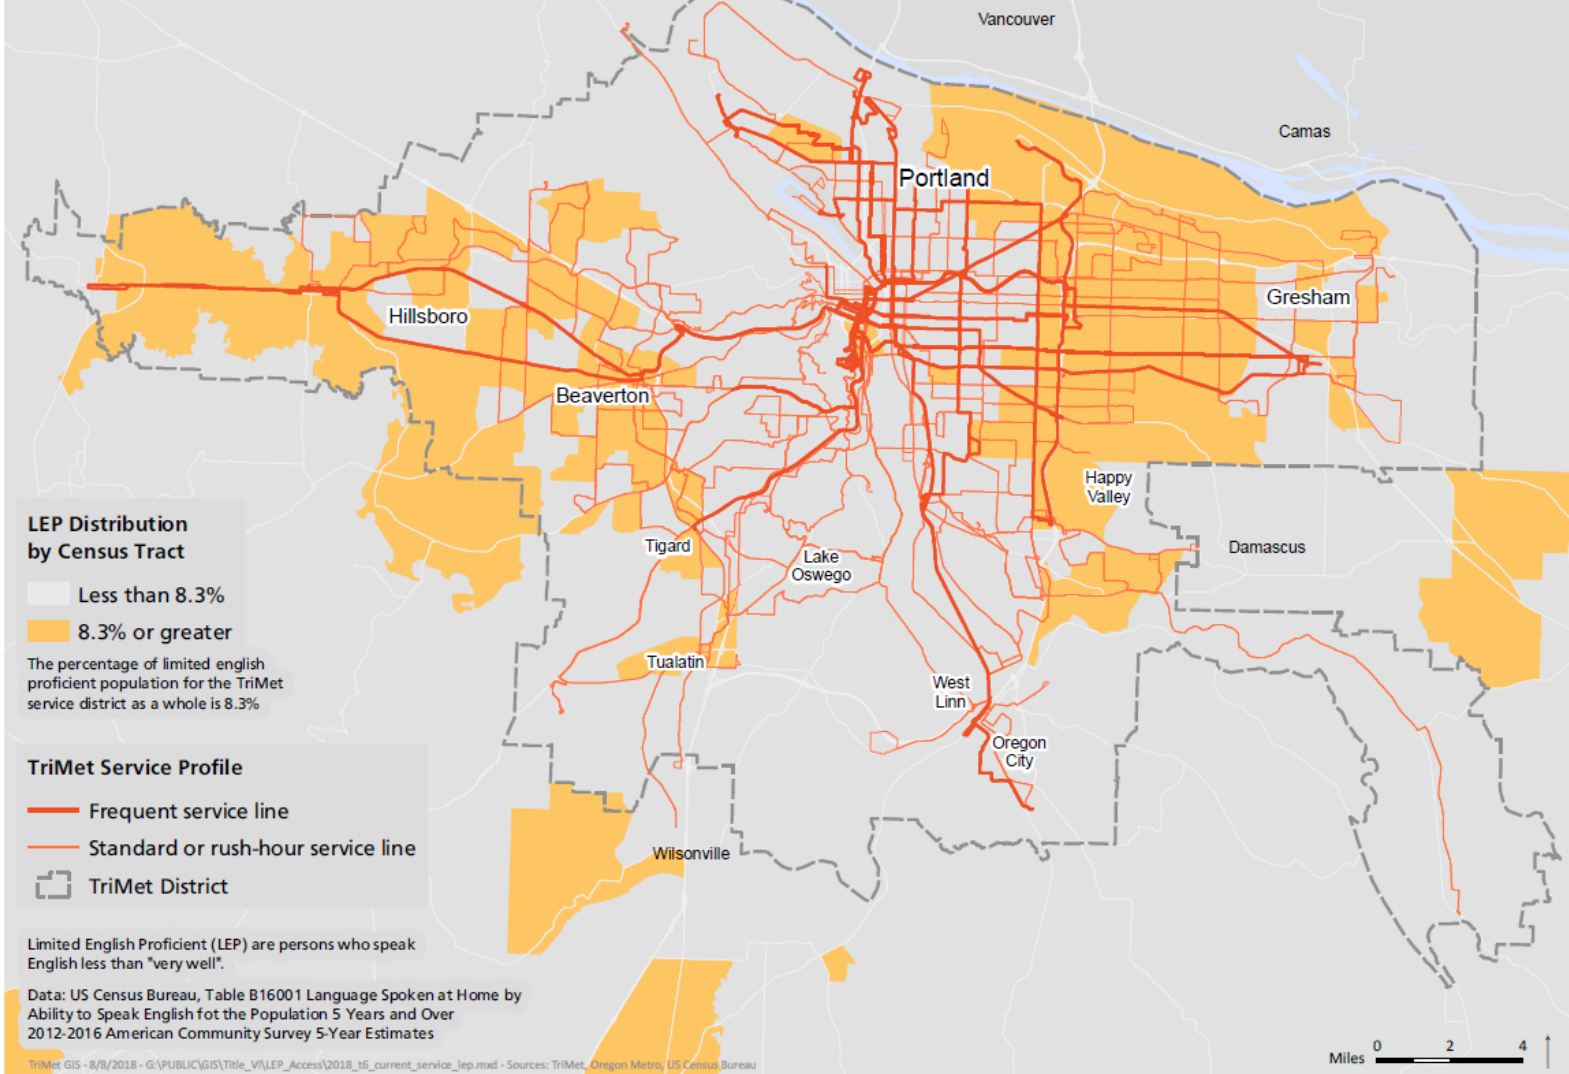 Vancouver
Camas
Portland
Gresham
Hillsboro
Beaverton
Happy
Valley
LEP Distribution
by Census Tract
Less than 8.3%
8.3% or greater
The percentage of limited english
proficient population for the TriMet
service district as a whole is 8.3%
Tigard
Lake
Oswego
Damascus
Tualatin
West
Linn
Oregon
City
TriMet Service Profile
Frequent service line
Standard or rush-hour service line
TriMet District
Wilsonville
Limited English Proficient (LEP) are persons who speak
English less than "very well".
Data: US Census Bureau, Table B16001 Language Spoken at Home by
Ability to Speak English fot the Population 5 Years and Over
2012-2016 American Community Survey 5-Year Estimates
TriMet GIS - 8/8/2018 - G:\PUBLIC\GIS\Title_VI\LEP_Access\2018_t6_current_service_lep.mxd - Sources: TriMet, Oregon Metro, US Census Bureau
Miles 0 2 4